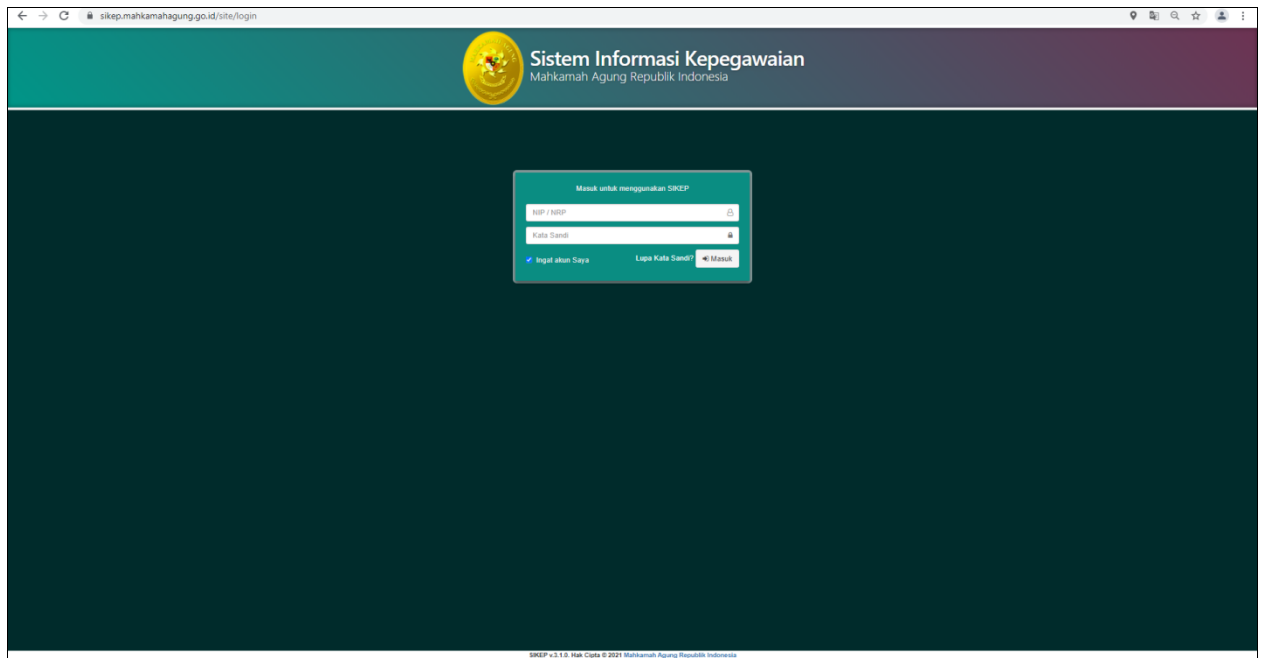 sikep.mahkamahagung.go.id/site/login
Sistem Informasi Kepegawaian
Mahkamah Agung Republik Indonesia
Masuk untuk menggunakan SIKEP
NIP / NRP
Kata Sandi
Ingat akun Saya
Lupa Kata Sandi?
Masuk
SIKEP v.3.1.0. Hak Cipta © 2021 Mahkamah Agung Republik Indonesia